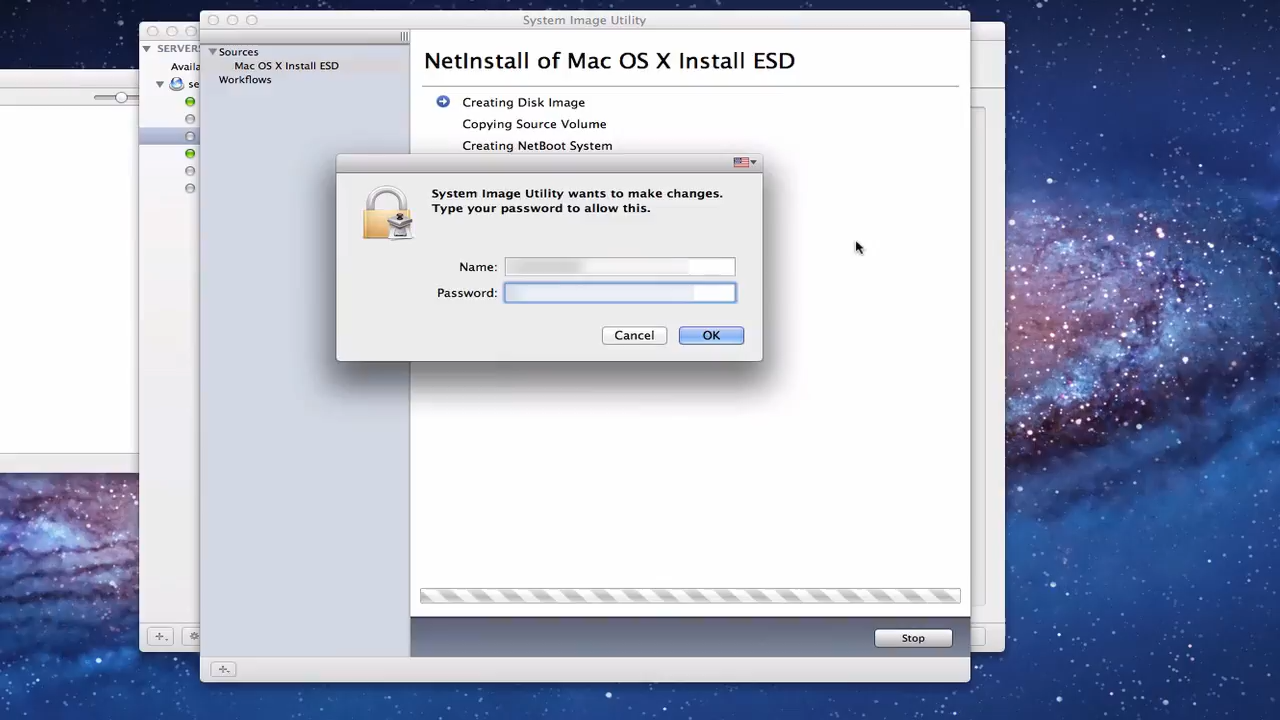 System Image Utility
SERVERS
Sources
Mac OS X Install ESD
Workflows
Availa
se
NetInstall of Mac OS X Install ESD
Creating Disk Image
Copying Source Volume
Creating NetBoot System
System Image Utility wants to make changes.
Type your password to allow this.
Name:
Password:
Cancel
OK
Stop